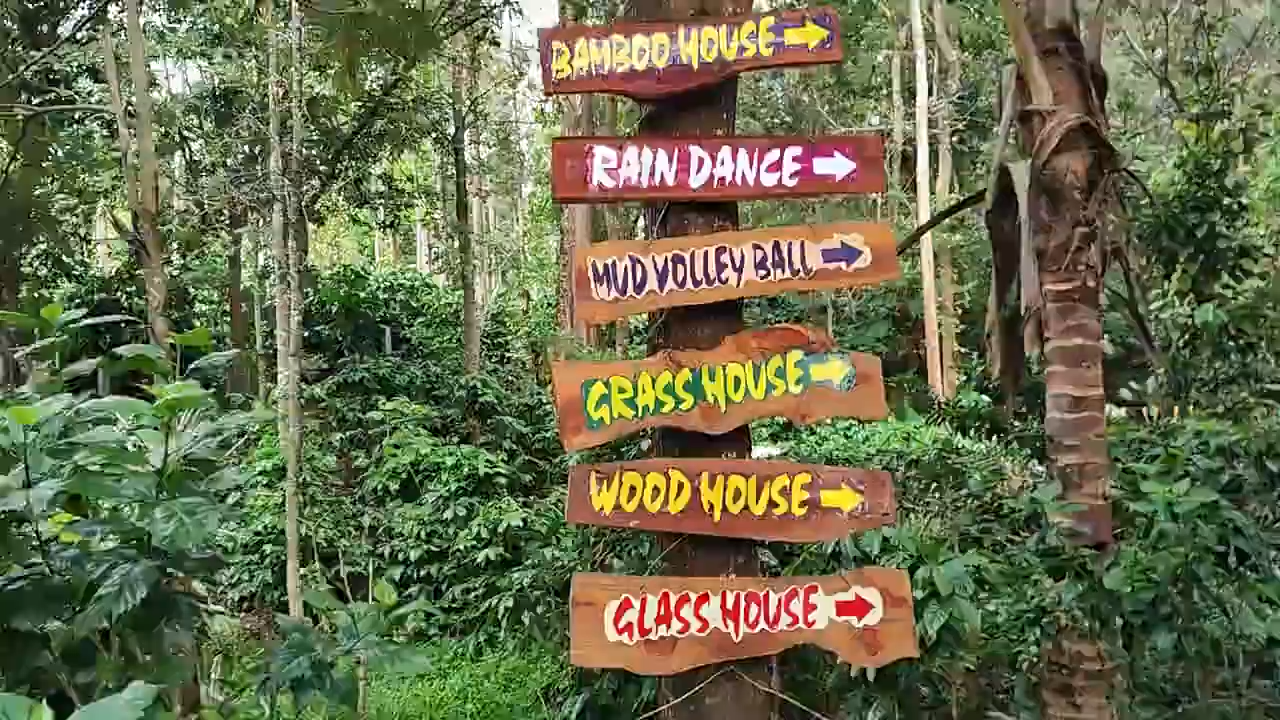 BAMBOO HOUSE
RAIN DANCE
MUD VOLLEY BALL
GRASS HOUSE
WOOD HOUSE
GLASS HOUSE